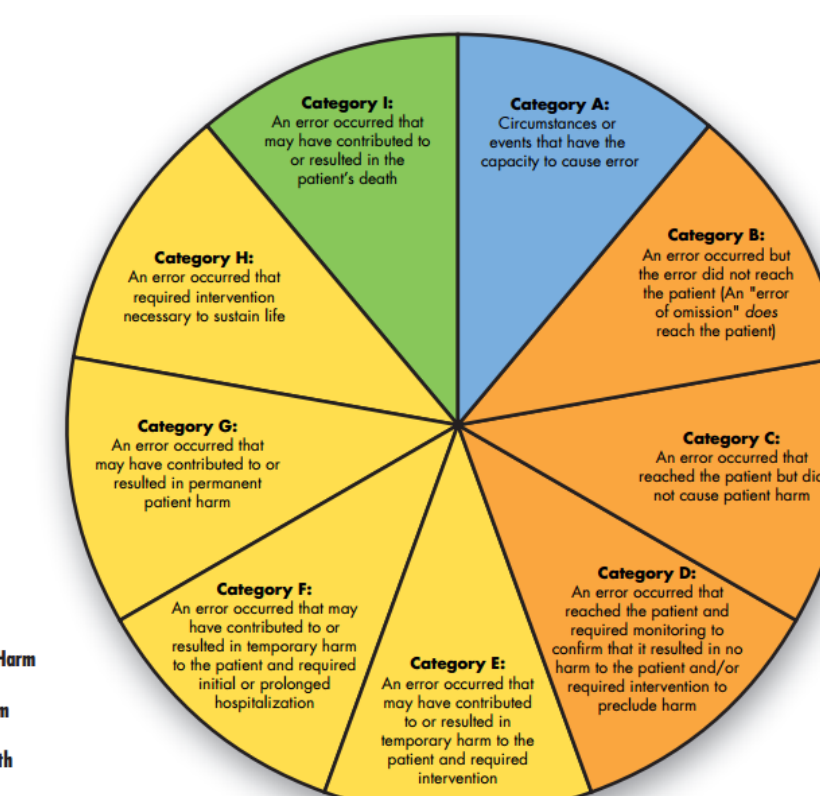 Category I:
An error occurred that
may have contributed to
or resulted in the
patient's death
Category A:
Circumstances or
events that have the
capacity to cause error
Category B:
An error occurred but
the error did not reach
the patient (An "error
of omission" does
reach the patient)
Category H:
An error occurred that
required intervention
necessary to sustain life
Category C:
An error occurred that
reached the patient but
not cause patient harm
Category G:
An error occurred that
may have contributed to or
resulted in permanent
patient harm
Category D:
An error occurred that
reached the patient and
required monitoring to
confirm that it resulted in no
harm to the patient and/or
required intervention to
preclude harm
Category F:
An error occurred that may
have contributed to or
resulted in temporary harm
to the patient and required
initial or prolonged
hospitalization
Category E:
An error occurred that
may have contributed
to or resulted in
temporary harm to the
patient and required
intervention
Harm